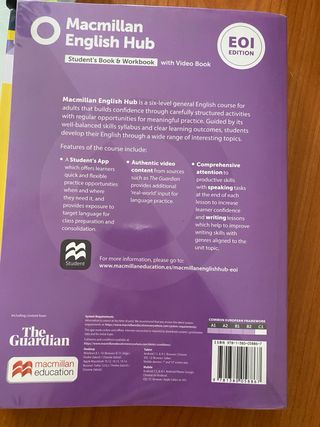 Macmillan
English Hub
Student's Book & Workbook with Video Book
EOI
EDITION
Macmillan English Hub is a six-level general English course for
adults that builds confidence through carefully structured activities
with regular opportunities for meaningful practice. Guided by its
well-balanced skills syllabus and clear learning outcomes, students
develop their English through a wide range of interesting topics.
Features of the course include:
• A Student's App
which offers learners
quick and flexible
practice opportunities
when and where
they need it, and
provides exposure to
target language for
class preparation and
consolidation.
• Authentic video
content from sources
such as The Guardian
provides additional
'real-world' input for
language practice.
• Comprehensive
attention
to productive
skills with
speaking tasks
at the end of each
lesson to increase
learner confidence
and writing lessons
which help to improve
writing skills with
genres aligned to the
unit topic.
Student
For more information, please go to:
www.macmillaneducation.es/macmillanenglishhub-eoi
including content from
The
Guardian
macmillan
education
System Requirements
COMMON EUROPEAN FRAMEWORK
A1 A2 B1 B2 C1